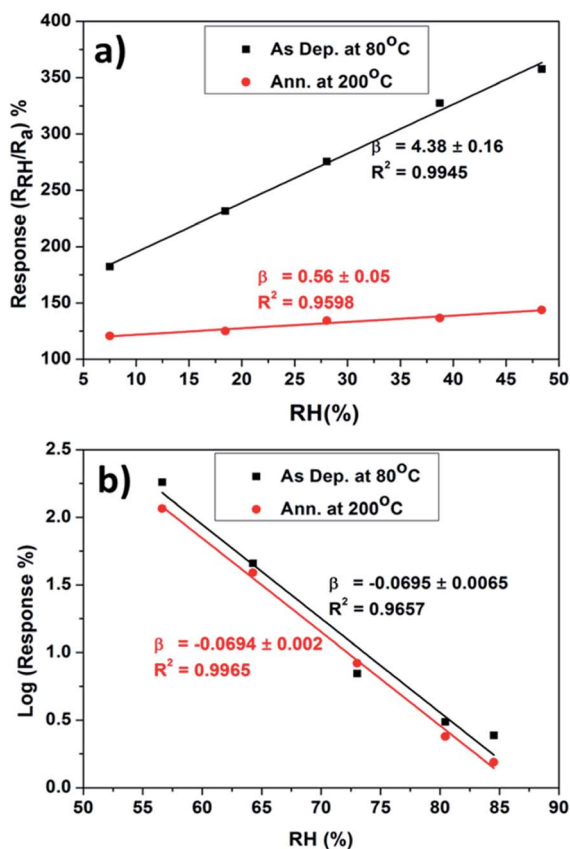 a)
As Dep. at 80°C
Ann. at 200°C
Response (R_RH/R_a) %
400
350
300
250
200
150
100
β = 4.38 ± 0.16
R² = 0.9945
β = 0.56 ± 0.05
R² = 0.9598
5 10 15 20 25 30 35 40 45 50
RH(%)
b)
As Dep. at 80°C
Ann. at 200°C
Log (Response %)
2.5
2.0
1.5
1.0
0.5
0.0
β -0.0695 ± 0.0065
R² = 0.9657
β = -0.0694 ± 0.002
R² = 0.9965
50 55 60 65 70 75 80 85 90
RH (%)